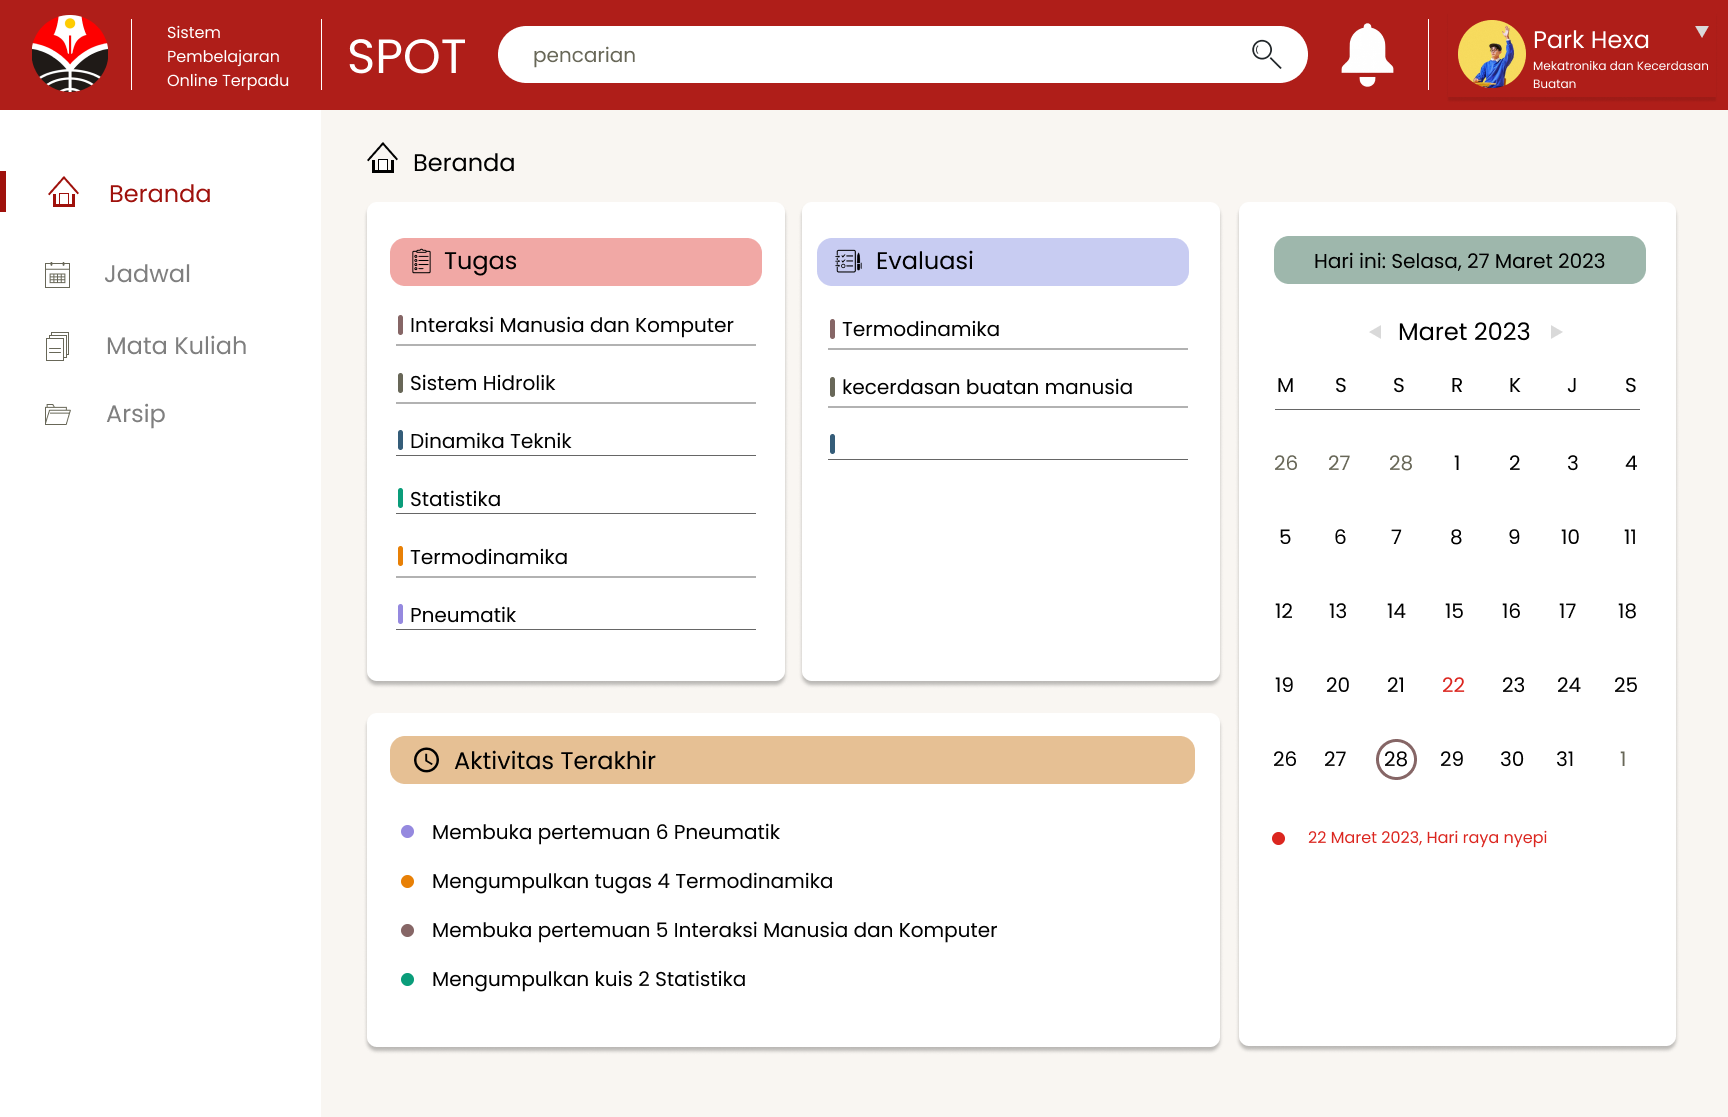 Sistem
Pembelajaran
Online Terpadu
SPOT
pencarian
Park Hexa
Mekatronika dan Kecerdasan
Buatan
Beranda
Jadwal
Mata Kuliah
Arsip
Beranda
Tugas
Interaksi Manusia dan Komputer
Sistem Hidrolik
Dinamika Teknik
Statistika
Termodinamika
Pneumatik
Evaluasi
Termodinamika
kecerdasan buatan manusia
Hari ini: Selasa, 27 Maret 2023
Maret 2023
M S S R K J S
26 27 28 1 2 3 4
5 6 7 8 9 10 11
12 13 14 15 16 17 18
19 20 21 22 23 24 25
26 27 28 29 30 31 1
22 Maret 2023, Hari raya nyepi
Aktivitas Terakhir
Membuka pertemuan 6 Pneumatik
Mengumpulkan tugas 4 Termodinamika
Membuka pertemuan 5 Interaksi Manusia dan Komputer
Mengumpulkan kuis 2 Statistika